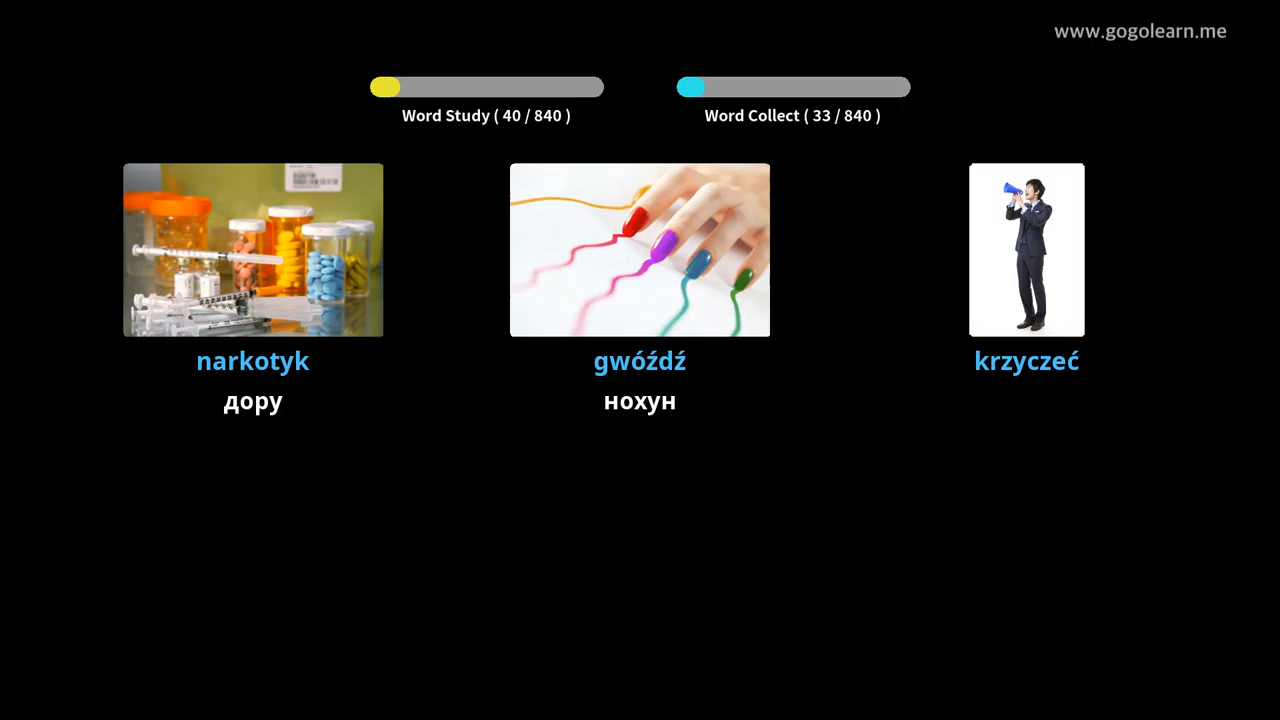 www.gogolearn.me
Word Study ( 40 / 840 )
Word Collect ( 33 / 840 )
narkotyk
gwóźdź
krzyczeć
дору
нохун